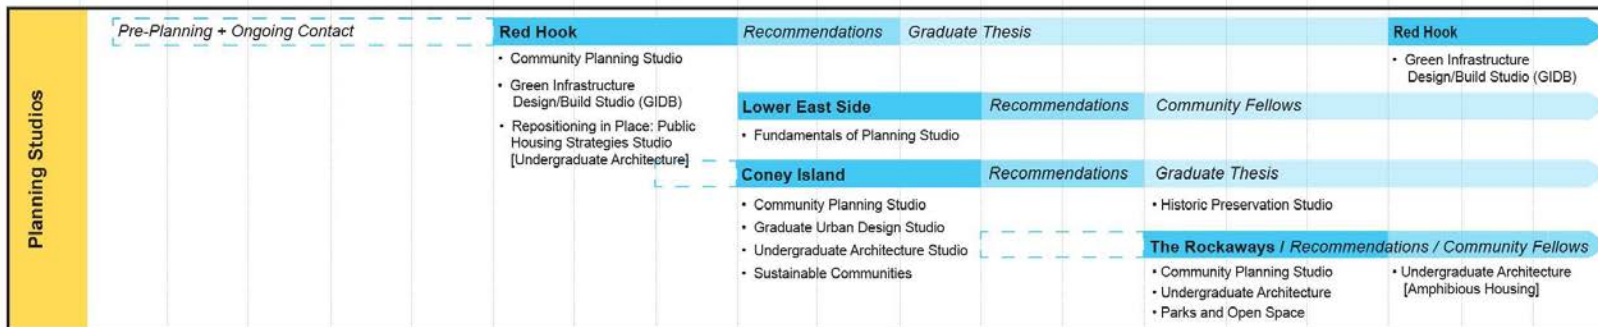 Planning Studios
Pre-Planning + Ongoing Contact
Red Hook
Recommendations
Graduate Thesis
Red Hook
• Community Planning Studio
• Green Infrastructure
Design/Build Studio (GIDB)
• Repositioning in Place: Public
Housing Strategies Studio
[Undergraduate Architecture]
• Green Infrastructure
Design/Build Studio (GIDB)
Lower East Side
Recommendations
Community Fellows
• Fundamentals of Planning Studio
Coney Island
Recommendations
Graduate Thesis
• Community Planning Studio
• Graduate Urban Design Studio
• Undergraduate Architecture Studio
• Sustainable Communities
• Historic Preservation Studio
The Rockaways / Recommendations / Community Fellows
• Community Planning Studio
• Undergraduate Architecture
• Parks and Open Space
• Undergraduate Architecture
[Amphibious Housing]